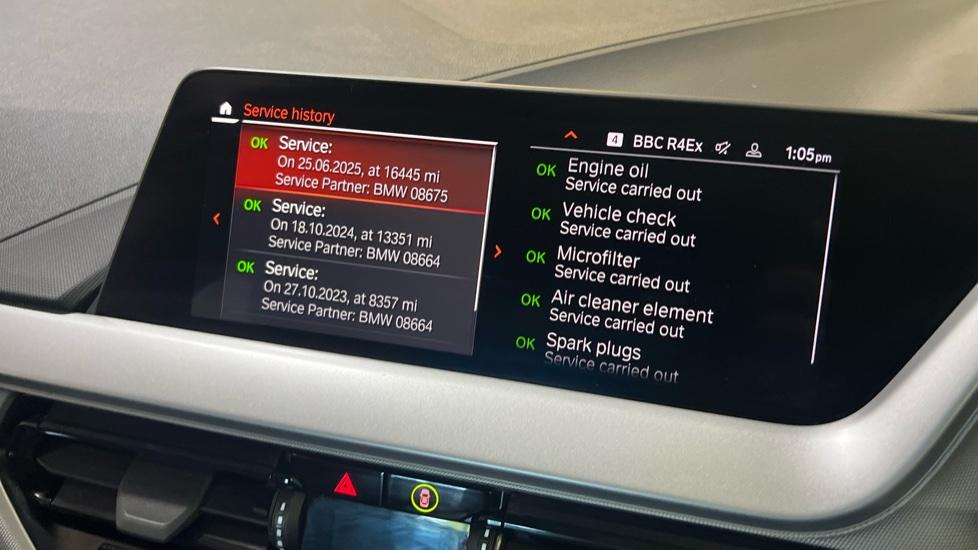 Service history
4 BBC R4Ex 1:05pm
OK Service:
On 25.06.2025, at 16445 mi
Service Partner: BMW 08675
OK Service:
On 18.10.2024, at 13351 mi
Service Partner: BMW 08664
OK Service:
On 27.10.2023, at 8357 mi
Service Partner: BMW 08664
OK Engine oil
Service carried out
OK Vehicle check
Service carried out
OK Microfilter
Service carried out
OK Air cleaner element
Service carried out
OK Spark plugs
Service carried out